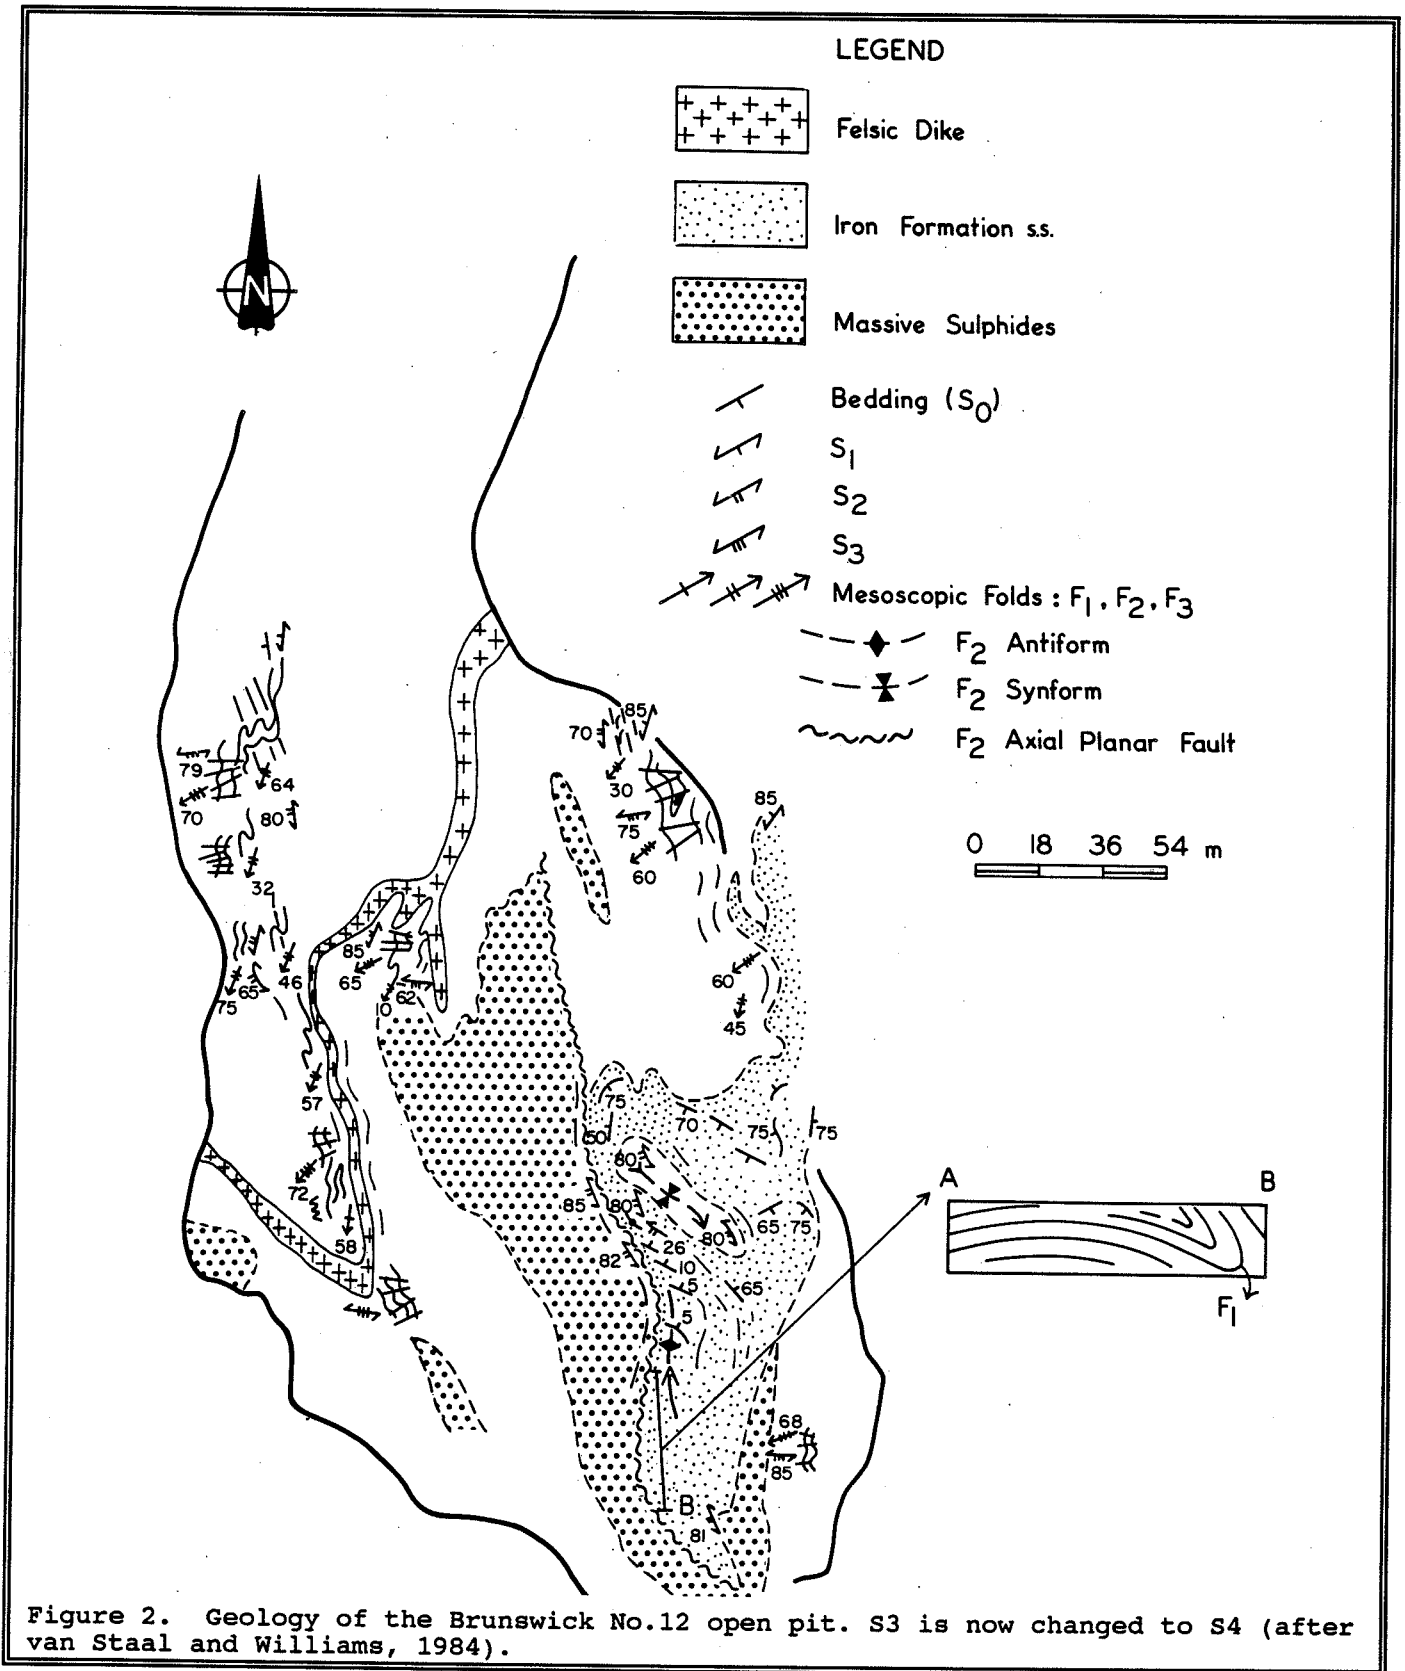 LEGEND
Felsic Dike
Iron Formation s.s.
Massive Sulphides
Bedding (S0)
S1
S2
S3
Mesoscopic Folds : F1, F2, F3
F2 Antiform
F2 Synform
F2 Axial Planar Fault
0 18 36 54 m
N
85
70
79
64
30
70
80
75
85
60
32
85
65
60
46
62
75
65
0
45
57
75
70
75
75
50
80
72
85
80
65
75
58
80
26
82
10
5
65
5
68
85
B
81
A B
F1
Figure 2. Geology of the Brunswick No.12 open pit. S3 is now changed to S4 (after
van Staal and Williams, 1984).